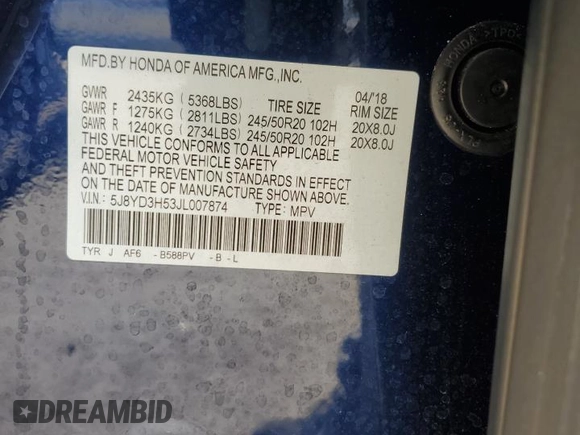 MFD.BY HONDA OF AMERICA MFG.,INC.
04/'18
GVWR 2435KG ( 5368LBS) TIRE SIZE RIM SIZE
GAWR F 1275KG ( 2811LBS) 245/50R20 102H 20X8.0J
GAWR R 1240KG ( 2734LBS) 245/50R20 102H 20X8.0J
THIS VEHICLE CONFORMS TO ALL APPLICABLE
FEDERAL MOTOR VEHICLE SAFETY
AND THEFT PREVENTION STANDARDS IN EFFECT
ON THE DATE OF MANUFACTURE SHOWN ABOVE.
V.I.N.: 5J8YD3H53JL007874 TYPE: MPV
TYR J AF6 - B588PV - B - L
HONDA
DREAMBID